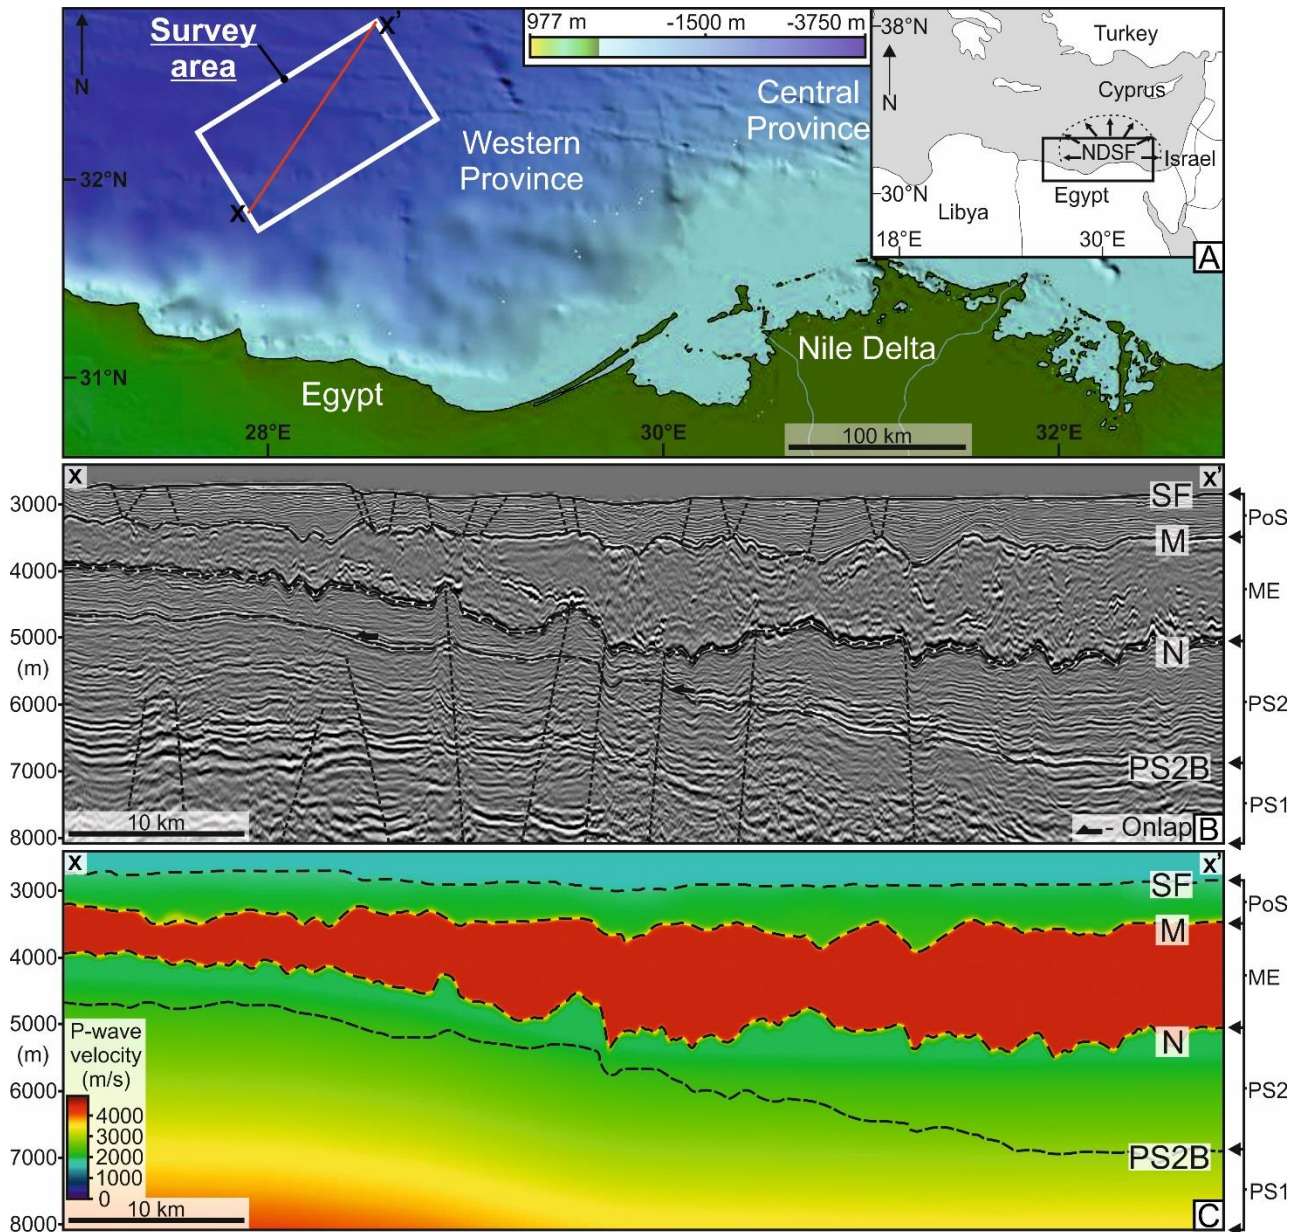 Survey
area
X'
X
N
977 m -1500 m -3750 m
Central
Province
Western
Province
32°N
31°N
Egypt
Nile Delta
28°E
30°E
32°E
100 km
38°N
N
Turkey
Cyprus
NDSF
Israel
30°N
Egypt
Libya
18°E
30°E
A
X
X'
3000
4000
5000
(m)
6000
7000
8000
SF
M
N
PS2B
PoS
ME
PS2
PS1
10 km
- Onlap
B
X
X'
3000
4000
5000
(m)
6000
7000
8000
SF
M
N
PS2B
PoS
ME
PS2
PS1
P-wave
velocity
(m/s)
4000
3000
2000
1000
0
10 km
C